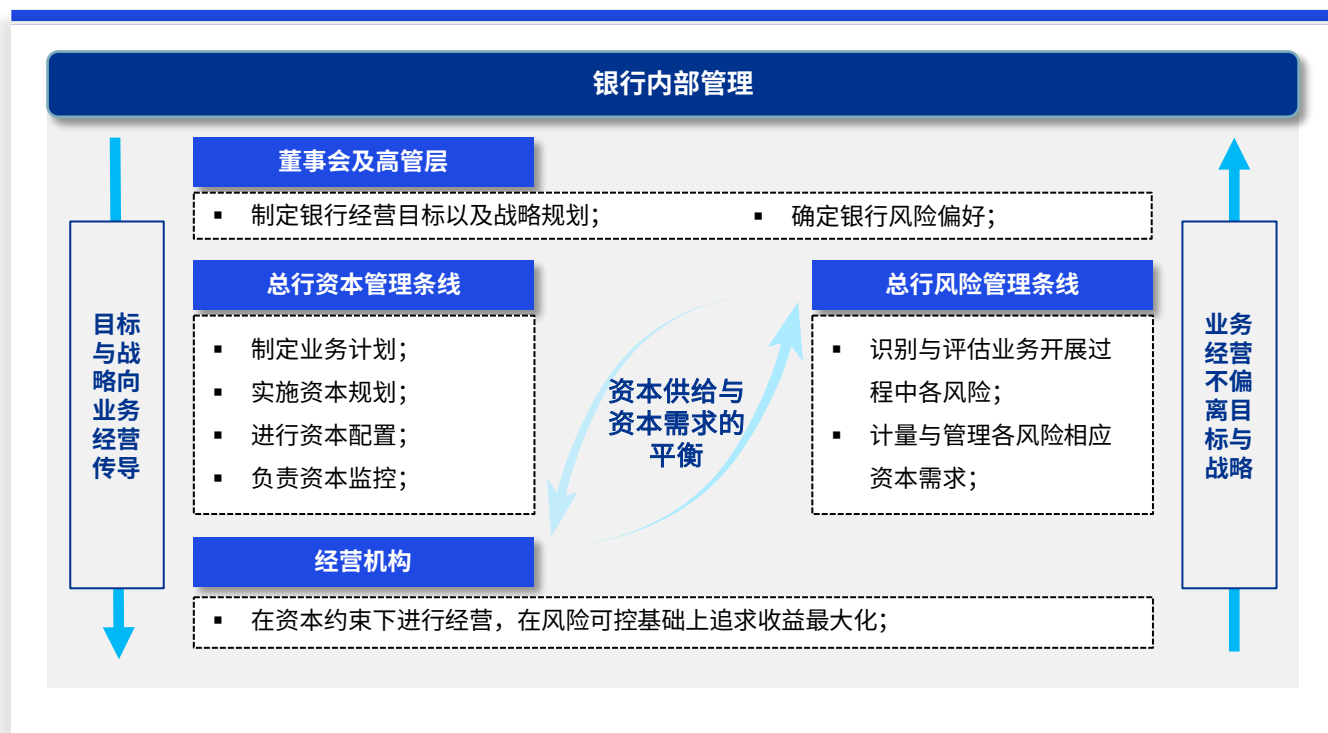 银行内部管理
董事会及高管层
▪ 制定银行经营目标以及战略规划；
▪ 确定银行风险偏好；
目标
与战
略向
业务
经营
传导
总行资本管理条线
▪ 制定业务计划；
▪ 实施资本规划；
▪ 进行资本配置；
▪ 负责资本监控；
资本供给与
资本需求的
平衡
总行风险管理条线
▪ 识别与评估业务开展过
程中各风险；
▪ 计量与管理各风险相应
资本需求；
业务
经营
不偏
离目
标与
战略
经营机构
▪ 在资本约束下进行经营，在风险可控基础上追求收益最大化；